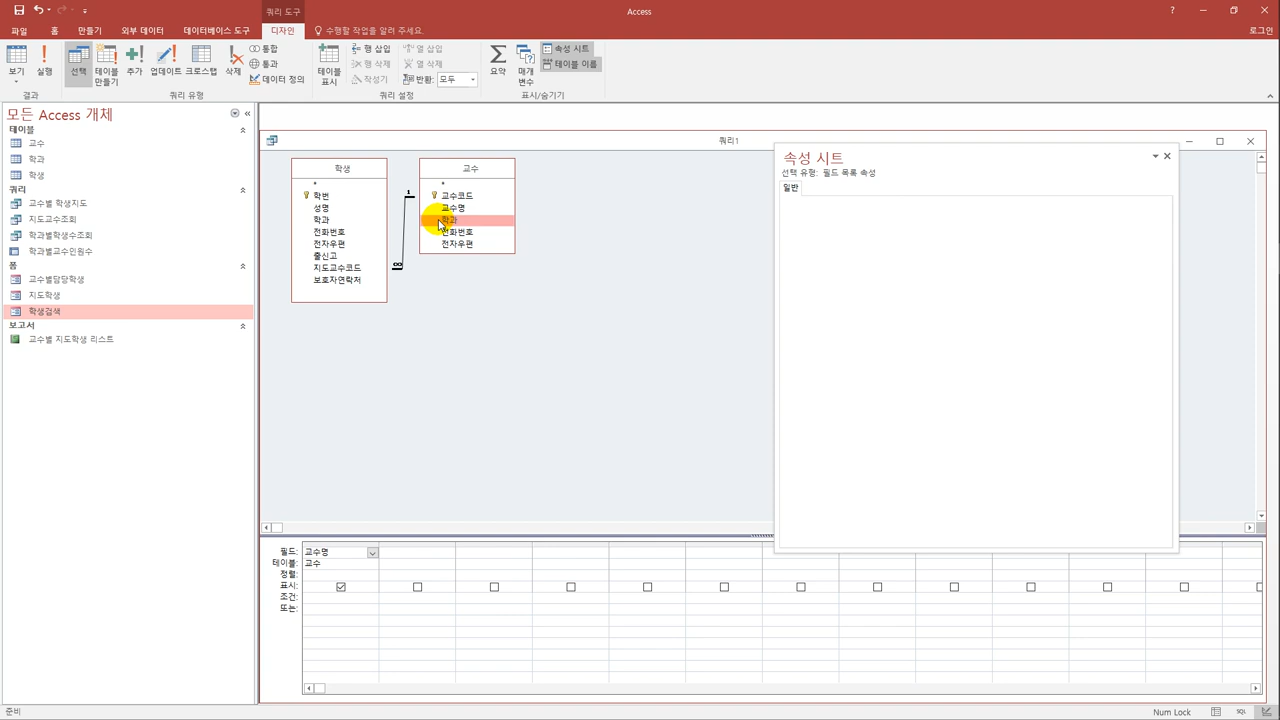 쿼리 도구
Access
?
파일 홈 만들기 외부 데이터 데이터베이스 도구 디자인 수행할 작업을 알려 주세요.
로그인
보기
실행
선택
테이블 만들기
추가
업데이트
크로스탭
삭제
통합
통과
데이터 정의
테이블 표시
행 삽입
행 삭제
작성기
열 삽입
열 삭제
반환: 모두
요약
매개 변수
속성 시트
테이블 이름
결과
쿼리 유형
쿼리 설정
표시/숨기기
모든 Access 개체
테이블
교수
학과
학생
쿼리
교수별 학생지도
지도교수조회
학과별학생수조회
학과별교수인원수
폼
교수별담당학생
지도학생
학생검색
보고서
교수별 지도학생 리스트
쿼리1
학생
*
학번
성명
학과
전화번호
전자우편
출신고
지도교수코드
보호자연락처
1
∞
교수
*
교수코드
교수명
학과
전화번호
전자우편
속성 시트
선택 유형: 필드 목록 속성
일반
필드: 교수명
테이블: 교수
정렬:
표시:
조건:
또는:
준비
Num Lock
SQL